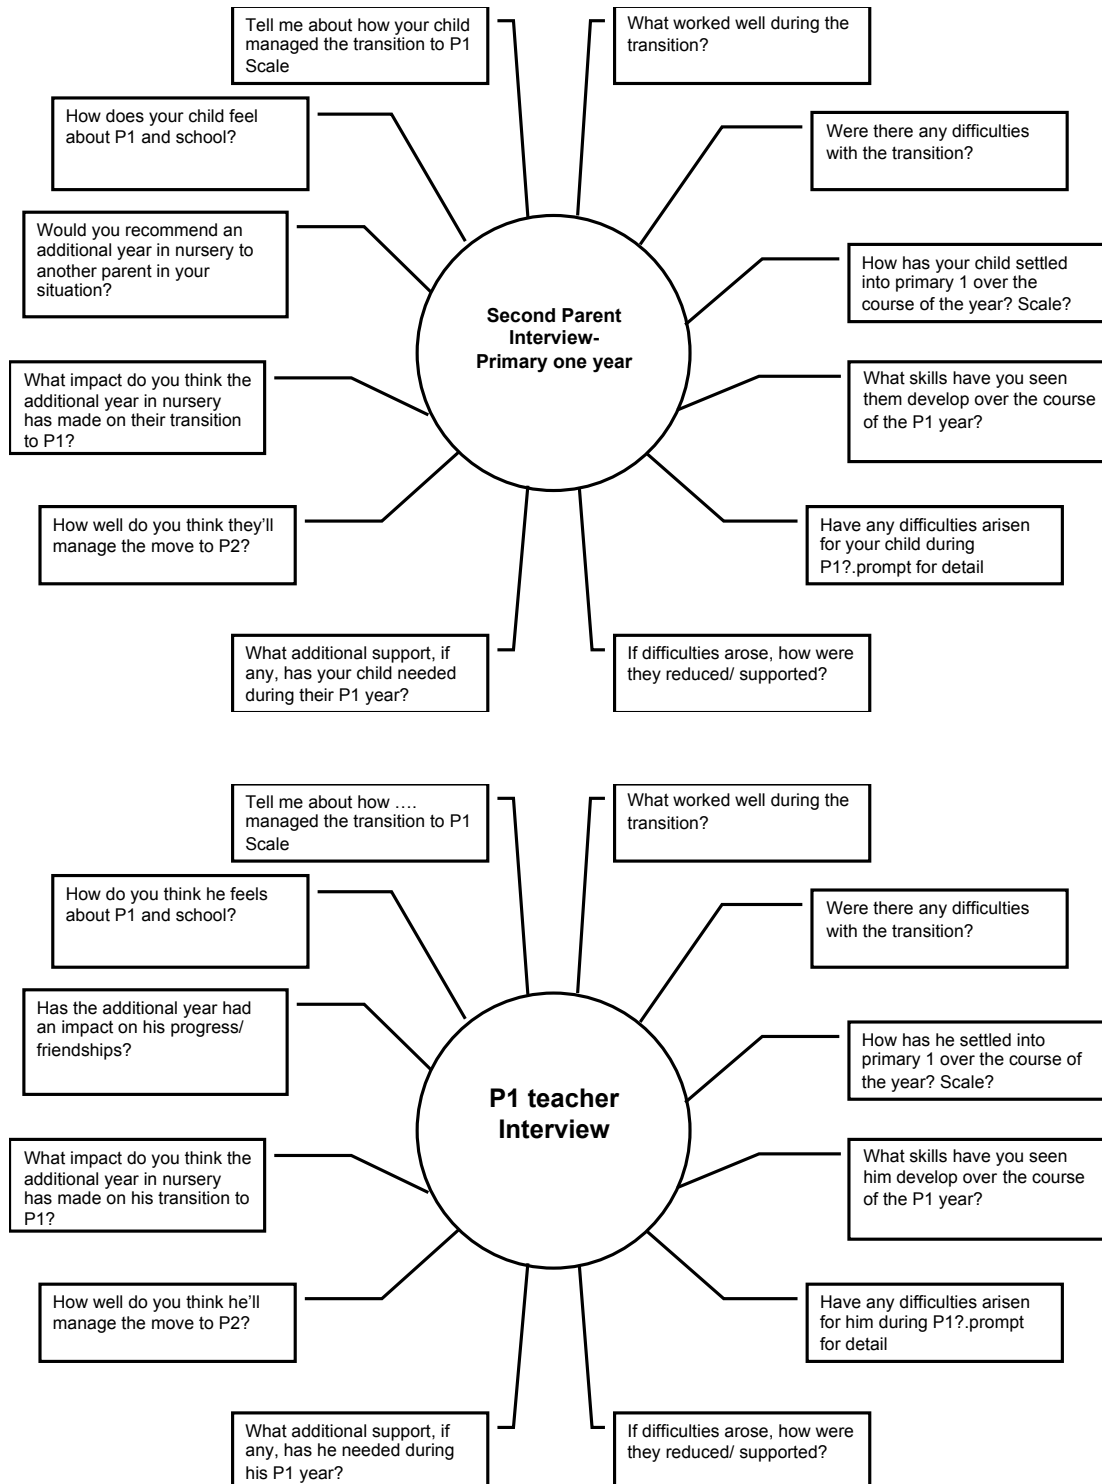 Tell me about how your child
managed the transition to P1
Scale
What worked well during the
transition?
How does your child feel
about P1 and school?
Were there any difficulties
with the transition?
Would you recommend an
additional year in nursery to
another parent in your
situation?
How has your child settled
into primary 1 over the
course of the year? Scale?
Second Parent
Interview-
Primary one year
What impact do you think the
additional year in nursery
has made on their transition
to P1?
What skills have you seen
them develop over the course
of the P1 year?
How well do you think they'll
manage the move to P2?
Have any difficulties arisen
for your child during
P1?.prompt for detail
What additional support, if
any, has your child needed
during their P1 year?
If difficulties arose, how were
they reduced/ supported?
Tell me about how ….
managed the transition to P1
Scale
What worked well during the
transition?
How do you think he feels
about P1 and school?
Were there any difficulties
with the transition?
Has the additional year had
an impact on his progress/
friendships?
How has he settled into
primary 1 over the course of
the year? Scale?
P1 teacher
Interview
What impact do you think the
additional year in nursery
has made on his transition to
P1?
What skills have you seen
him develop over the course
of the P1 year?
How well do you think he'll
manage the move to P2?
Have any difficulties arisen
for him during P1?.prompt
for detail
What additional support, if
any, has he needed during
his P1 year?
If difficulties arose, how were
they reduced/ supported?